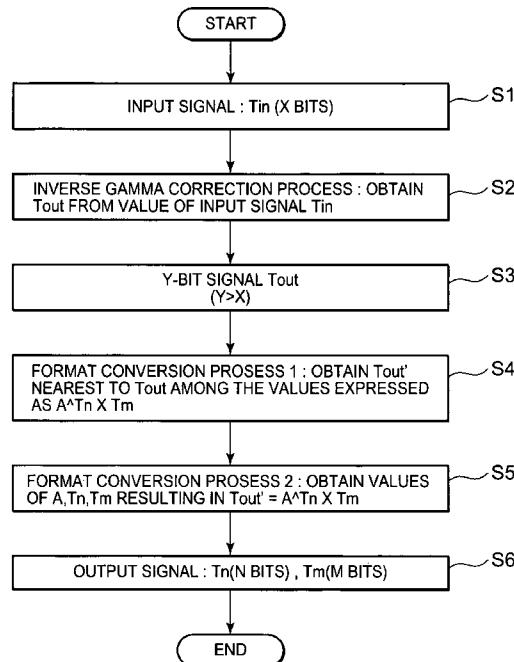 START
INPUT SIGNAL : Tin (X BITS)
S1
INVERSE GAMMA CORRECTION PROCESS : OBTAIN
Tout FROM VALUE OF INPUT SIGNAL Tin
S2
Y-BIT SIGNAL Tout
(Y>X)
S3
FORMAT CONVERSION PROSESS 1 : OBTAIN Tout'
NEAREST TO Tout AMONG THE VALUES EXPRESSED
AS A^Tn X Tm
S4
FORMAT CONVERSION PROSESS 2 : OBTAIN VALUES
OF A,Tn,Tm RESULTING IN Tout' = A^Tn X Tm
S5
OUTPUT SIGNAL : Tn(N BITS) , Tm(M BITS)
S6
END